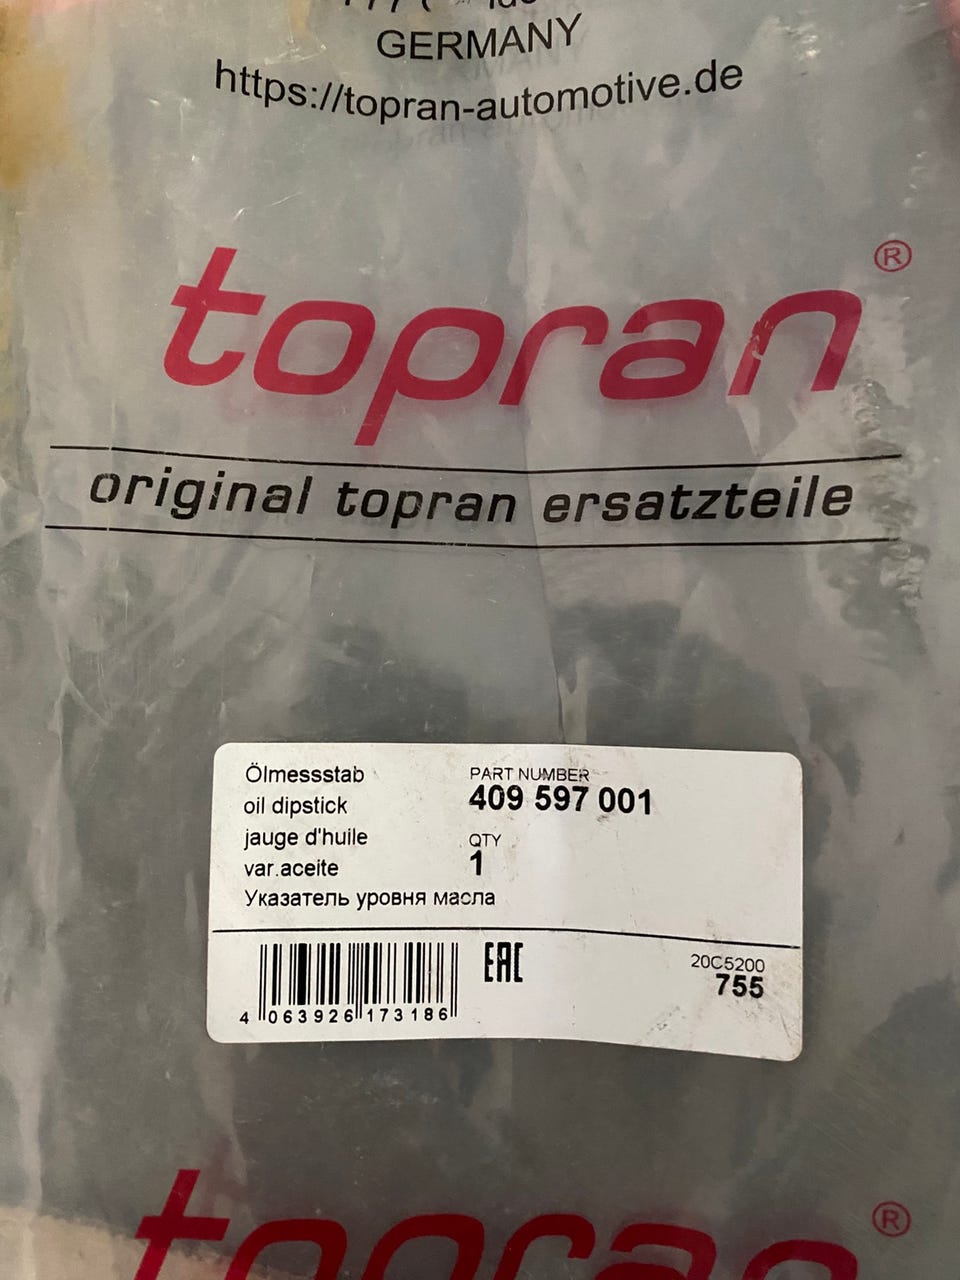 GERMANY
https://topran-automotive.de
topran®
original topran ersatzteile
Ölmessstab
oil dipstick
jauge d'huile
var.aceite
Указатель уровня масла
PART NUMBER
409 597 001
QTY
1
4 063926 173186
EAC
20C5200
755
topran®